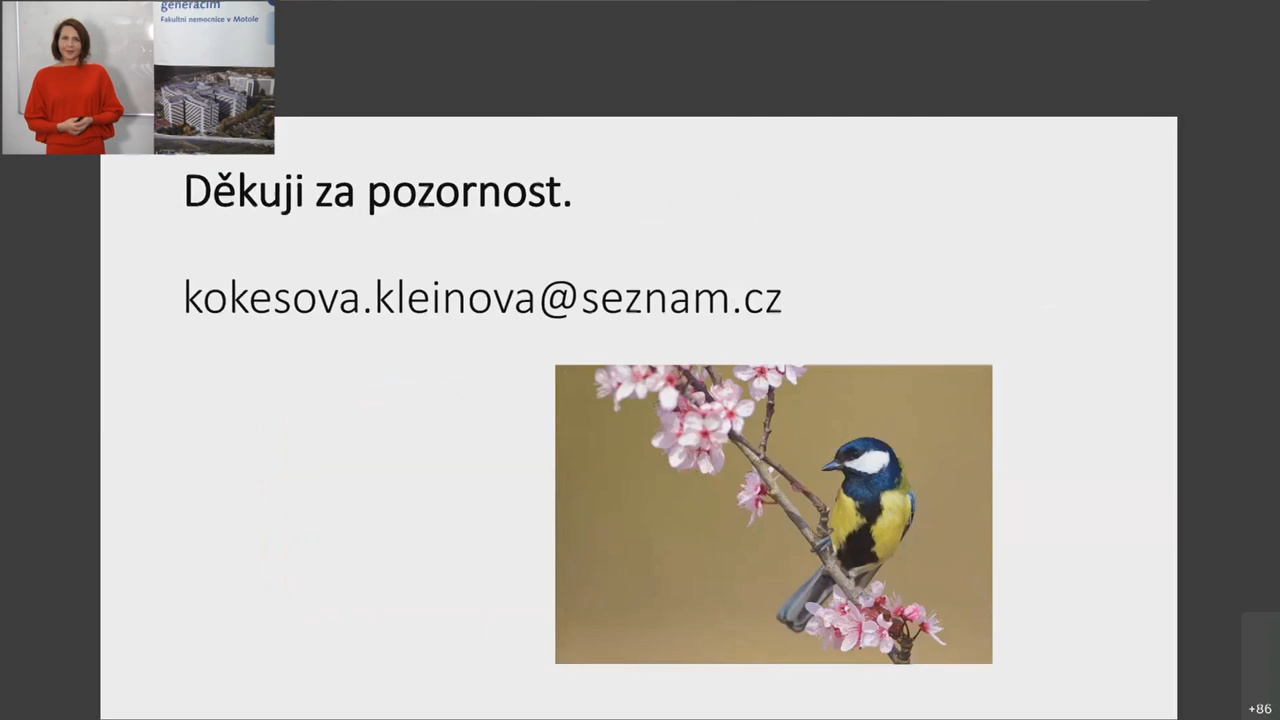 generacím
Fakultní nemocnice v Motole
Děkuji za pozornost.
kokesova.kleinova@seznam.cz
+86